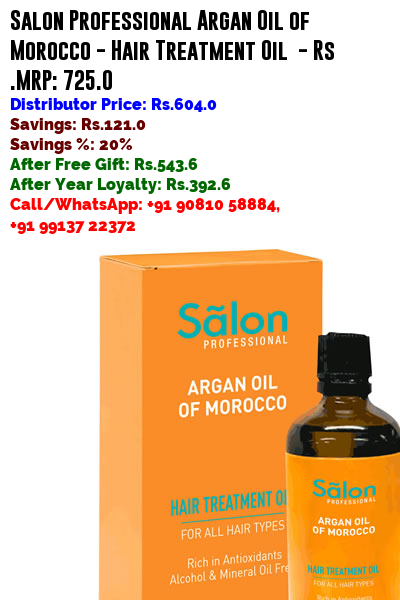 Salon Professional Argan Oil of
Morocco - Hair Treatment Oil - Rs
.MRP: 725.0
Distributor Price: Rs.604.0
Savings: Rs.121.0
Savings %: 20%
After Free Gift: Rs.543.6
After Year Loyalty: Rs.392.6
Call/WhatsApp: +91 90810 58884,
+91 99137 22372
Sãlon
PROFESSIONAL
ARGAN OIL
OF MOROCCO
HAIR TREATMENT OI
FOR ALL HAIR TYPES
Rich in Antioxidants
Alcohol & Mineral Oil Fre
Sãlon
PROFESSIONAL
ARGAN OIL
OF MOROCCO
HAIR TREATMENT OIL
FOR ALL HAIR TYPES
Rich in Antioxidants